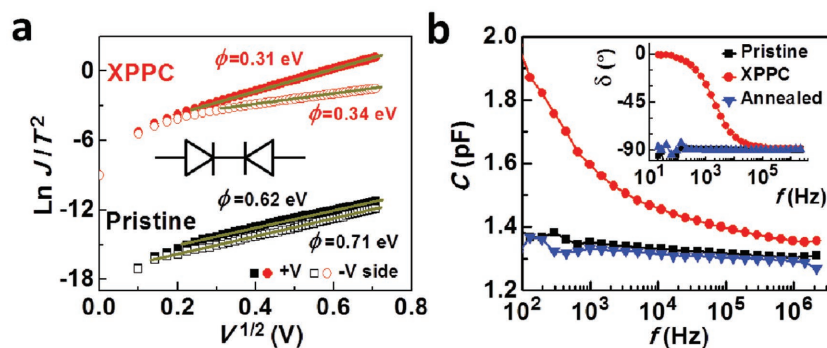 a
Ln J/T²
0
-6
-12
-18
XPPC
ϕ=0.31 eV
ϕ=0.34 eV
ϕ=0.62 eV
Pristine
ϕ=0.71 eV
+V
-V side
0.0 0.2 0.4 0.6 0.8
V^1/2 (V)
b
C (pF)
2.0
1.8
1.6
1.4
1.2
δ (°)
0
-45
-90
10¹ 10³ 10⁵
f (Hz)
Pristine
XPPC
Annealed
10² 10³ 10⁴ 10⁵ 10⁶
f (Hz)